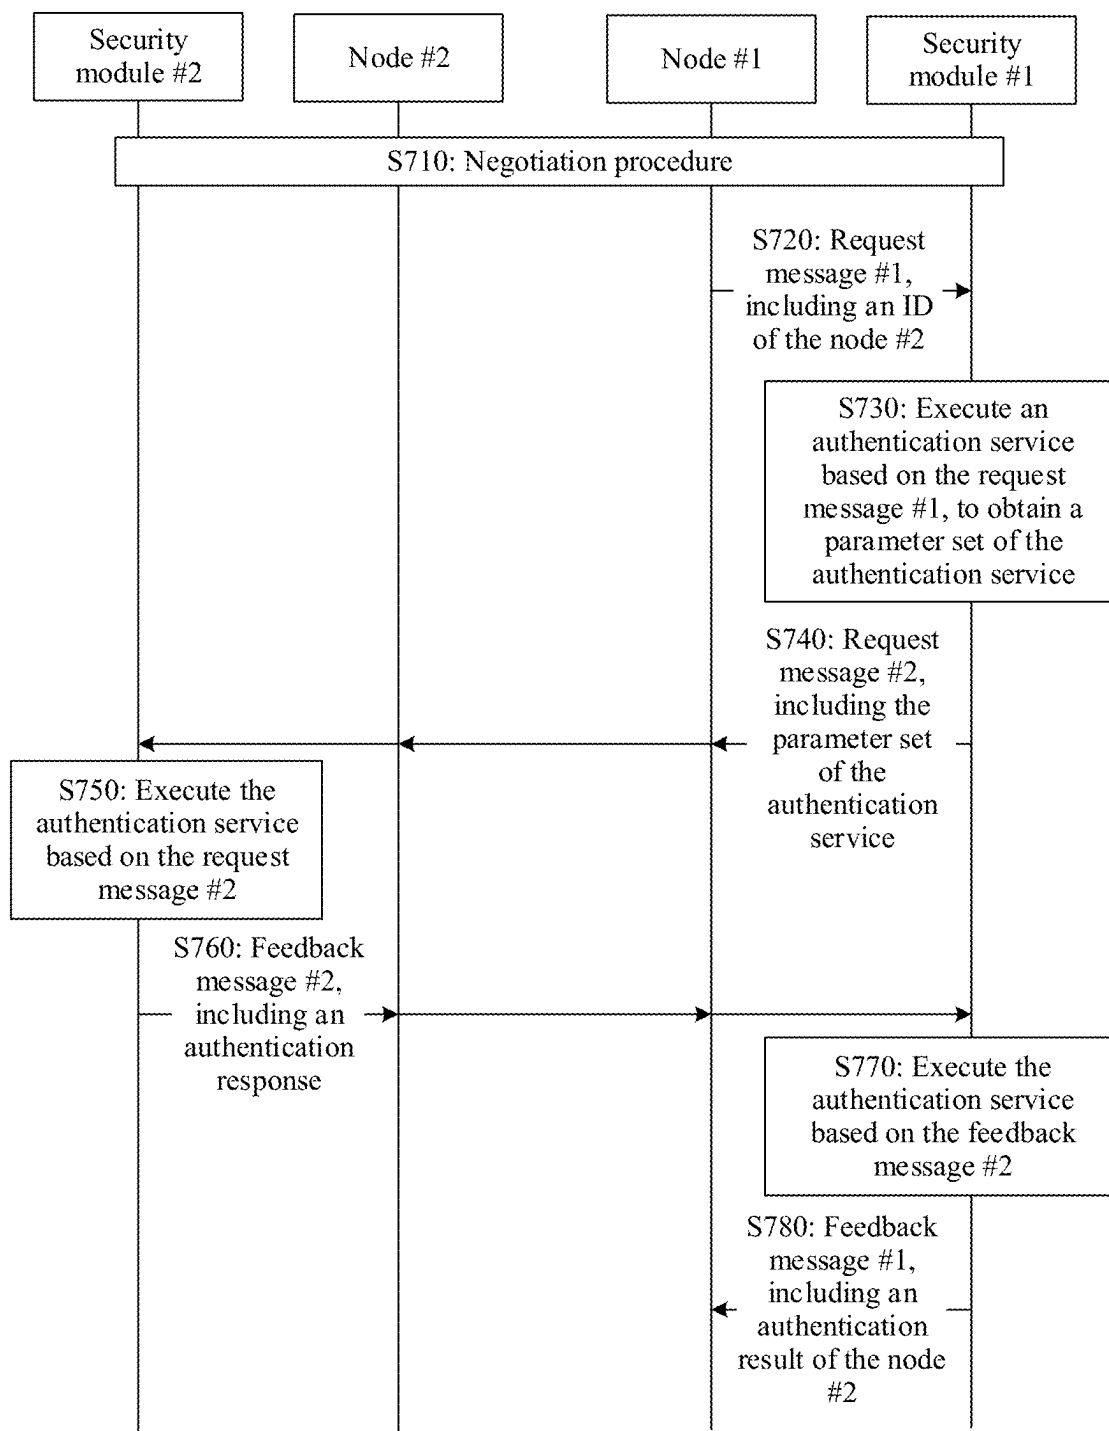 Security
module #2
Node #2
Node #1
Security
module #1
S710: Negotiation procedure
S720: Request
message #1,
including an ID
of the node #2
S730: Execute an
authentication service
based on the request
message #1, to obtain a
parameter set of the
authentication service
S740: Request
message #2,
including the
parameter set
of the
authentication
service
S750: Execute the
authentication service
based on the request
message #2
S760: Feedback
message #2,
including an
authentication
response
S770: Execute the
authentication service
based on the feedback
message #2
S780: Feedback
message #1,
including an
authentication
result of the node
#2